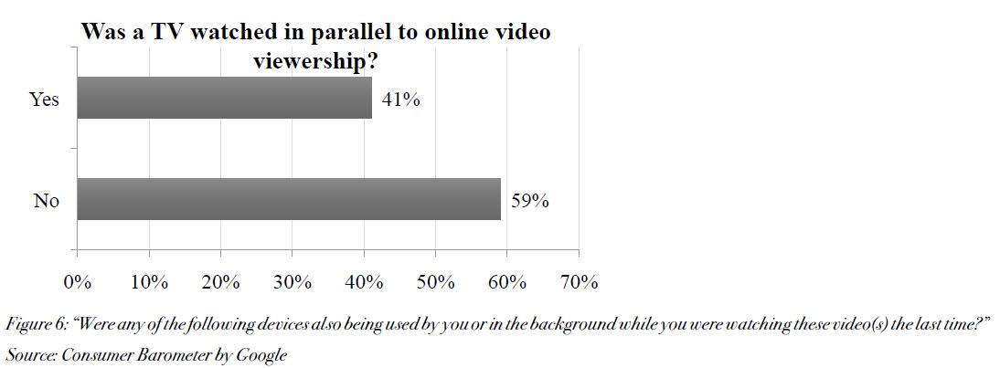 Was a TV watched in parallel to online video
viewership?
Yes
41%
No
59%
0% 10% 20% 30% 40% 50% 60% 70%
Figure 6: “Were any of the following devices also being used by you or in the background while you were watching these video(s) the last time?”
Source: Consumer Barometer by Google